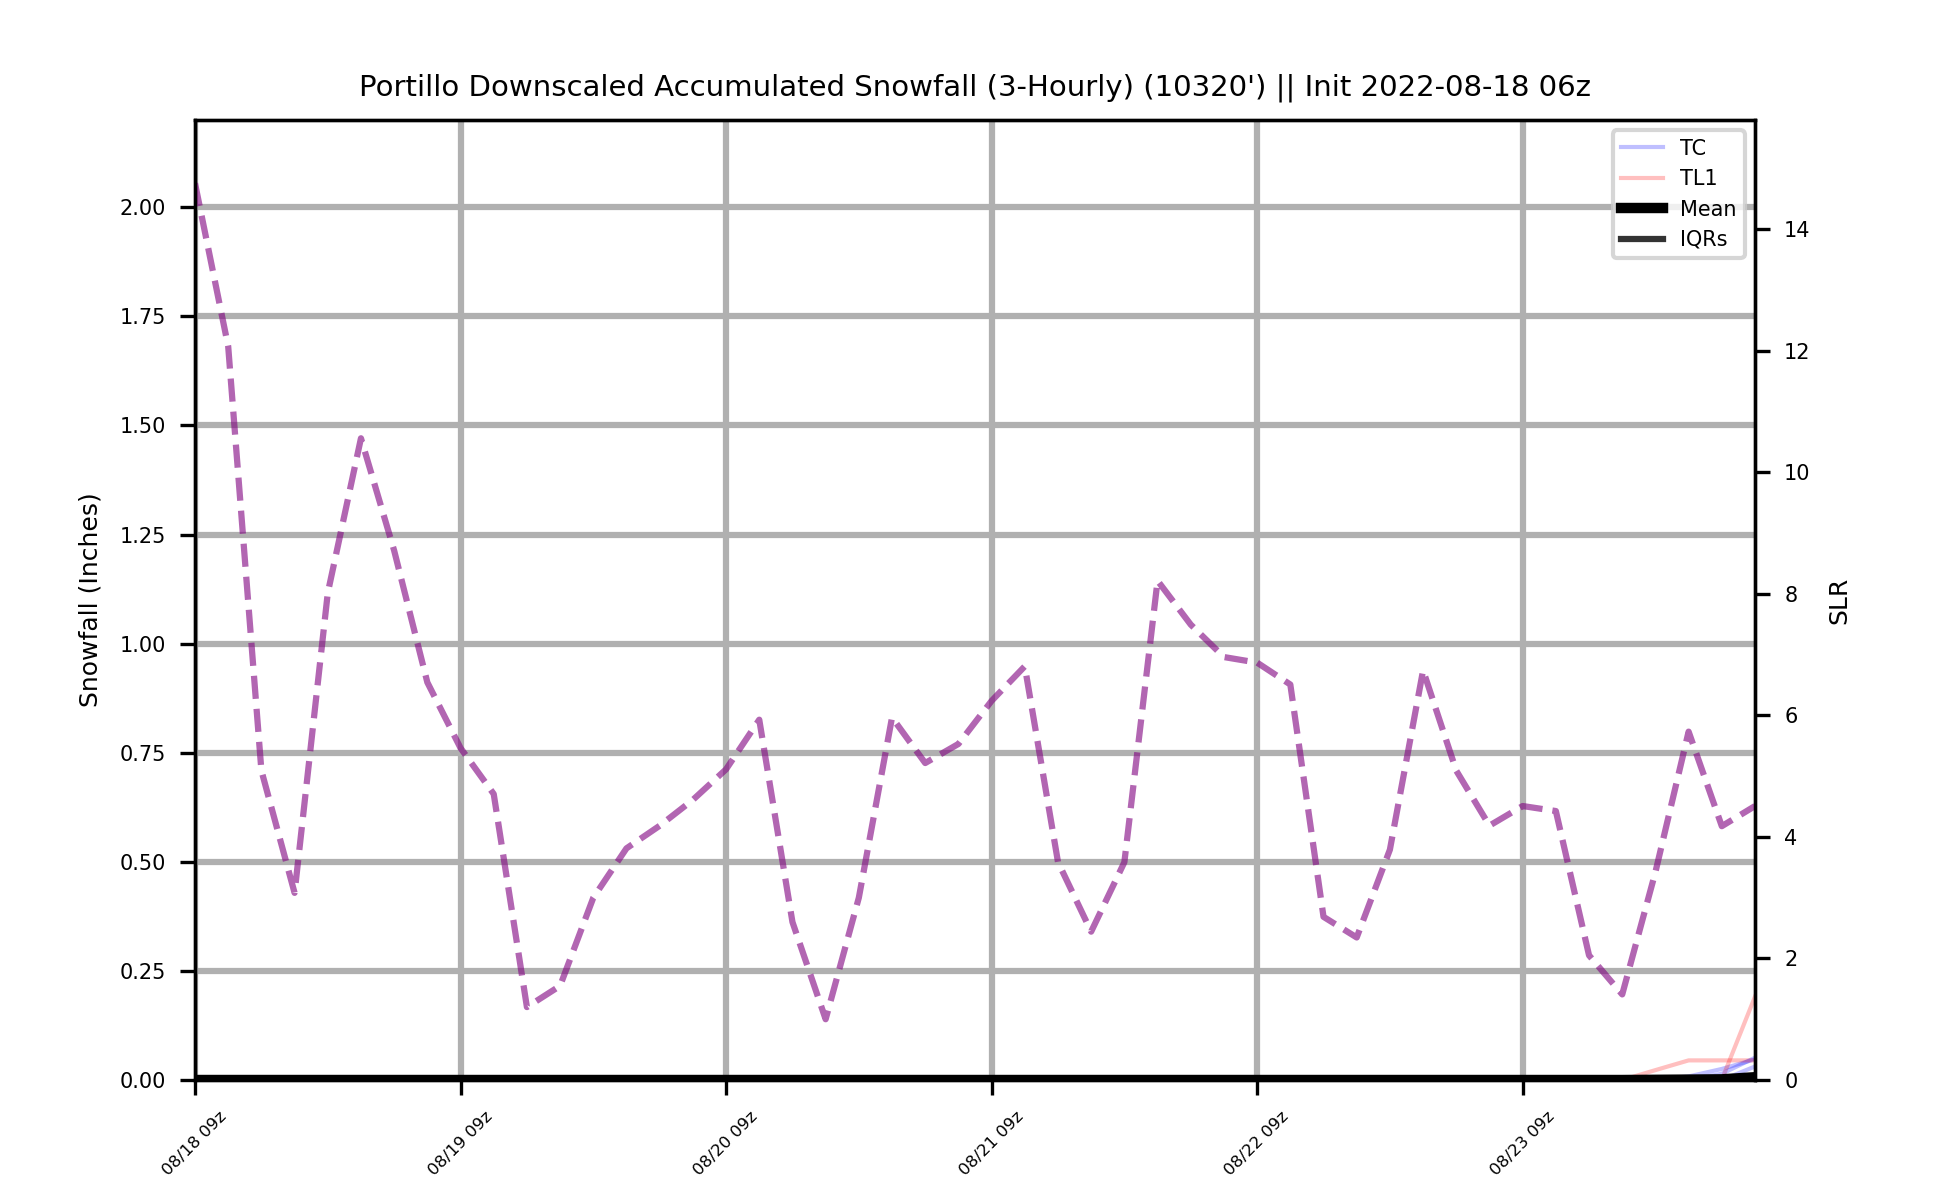 Portillo Downscaled Accumulated Snowfall (3-Hourly) (10320') || Init 2022-08-18 06z
TC
TL1
Mean
IQRs
Snowfall (Inches)
2.00
1.75
1.50
1.25
1.00
0.75
0.50
0.25
0.00
14
12
10
8
6
4
2
0
SLR
08/18 09z
08/19 09z
08/20 09z
08/21 09z
08/22 09z
08/23 09z